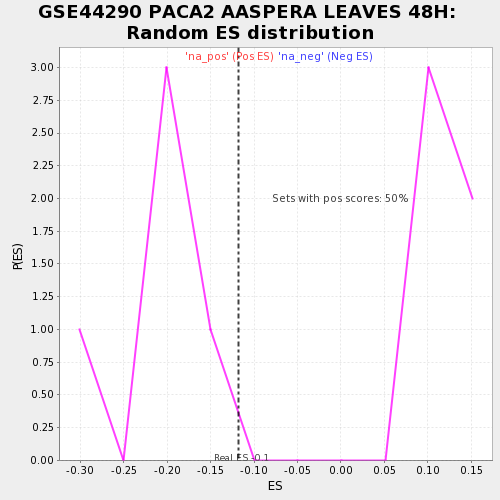 GSE44290 PACA2 AASPERA LEAVES 48H:
Random ES distribution
'na_pos' (Pos ES) 'na_neg' (Neg ES)
3.00
2.75
2.50
2.25
2.00
1.75
1.50
1.25
1.00
0.75
0.50
0.25
0.00
P(ES)
Sets with pos scores: 50%
Real ES -0.1
-0.30 -0.25 -0.20 -0.15 -0.10 -0.05 0.00 0.05 0.10 0.15
ES